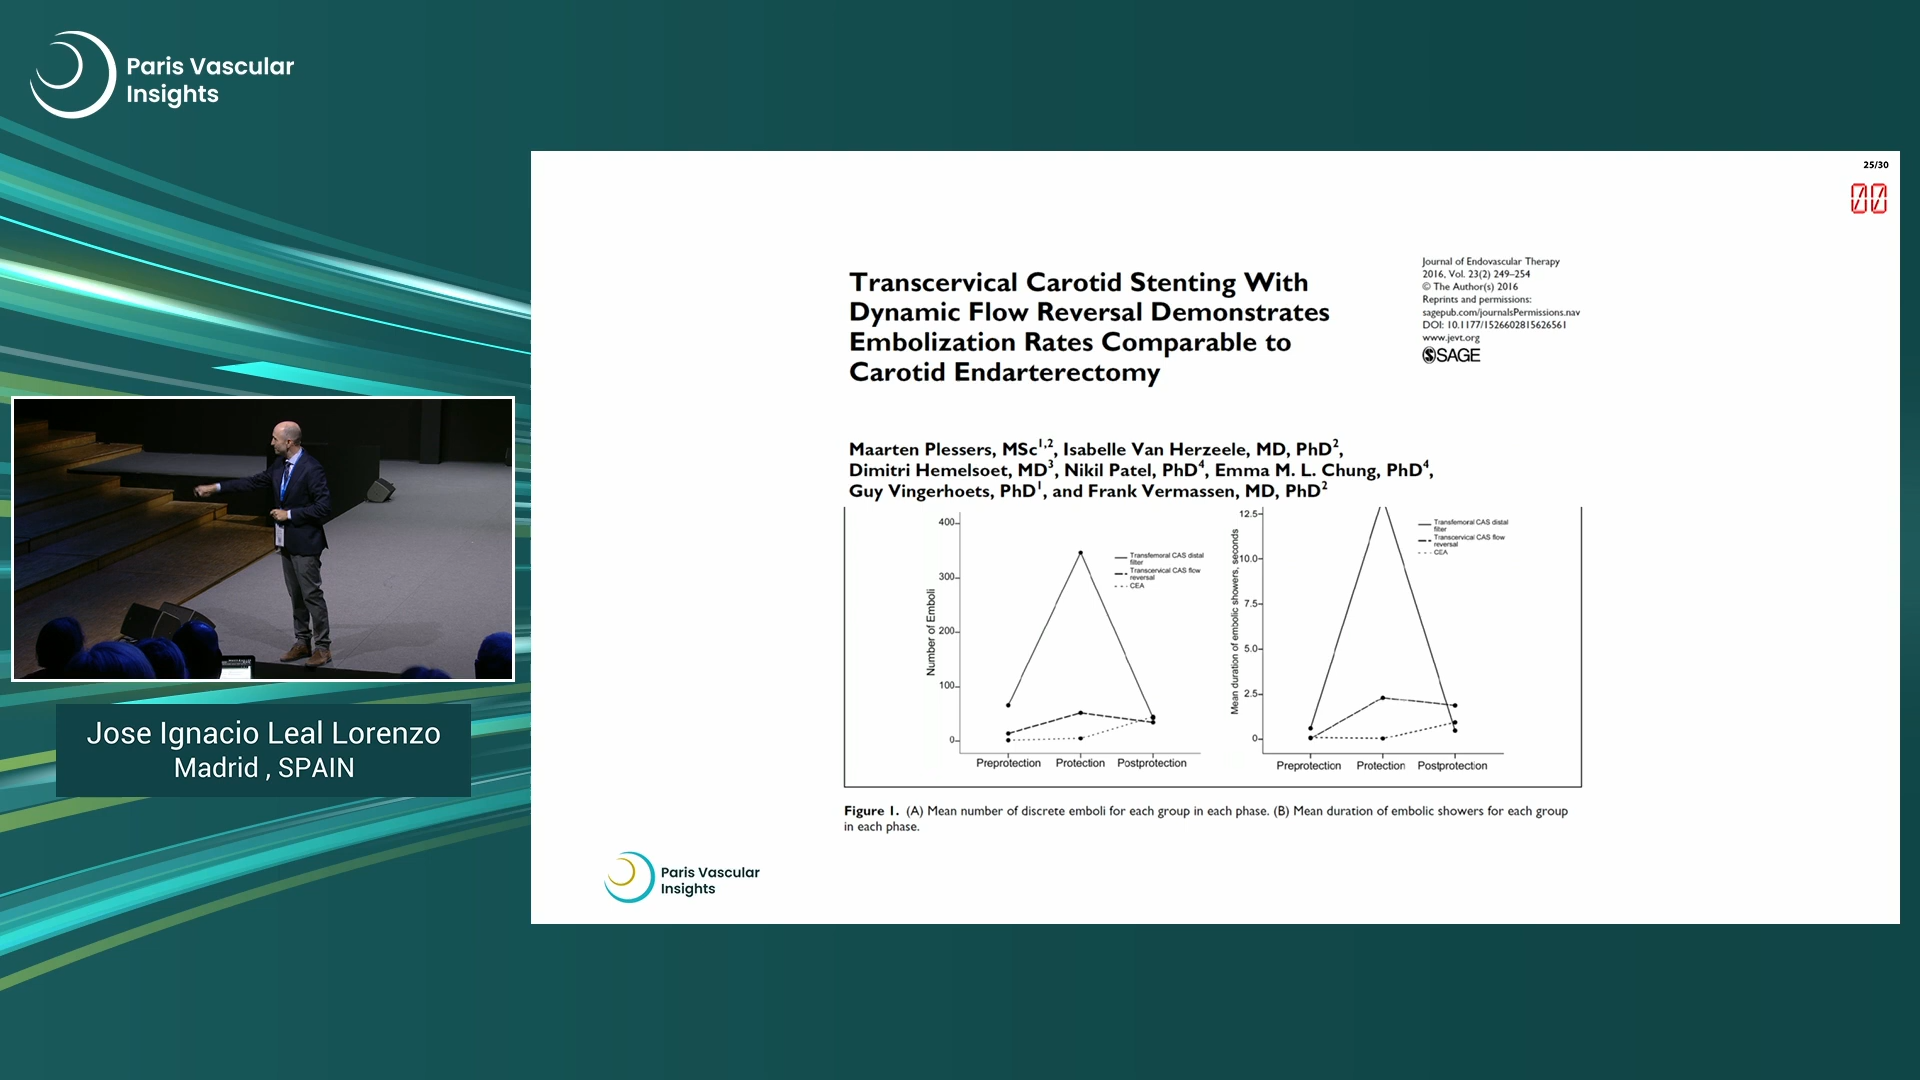 Paris Vascular
Insights
25/30
00
Transcervical Carotid Stenting With
Dynamic Flow Reversal Demonstrates
Embolization Rates Comparable to
Carotid Endarterectomy
Journal of Endovascular Therapy
2016, Vol. 23(2) 249–254
© The Author(s) 2016
Reprints and permissions:
sagepub.com/journalsPermissions.nav
DOI: 10.1177/1526602815626561
www.jevt.org
SAGE
Maarten Plessers, MSc1,2, Isabelle Van Herzeele, MD, PhD2,
Dimitri Hemelsoet, MD3, Nikil Patel, PhD4, Emma M. L. Chung, PhD4,
Guy Vingerhoets, PhD1, and Frank Vermassen, MD, PhD2
Number of Emboli
400
300
200
100
0
Transfemoral CAS distal
filter
Transcervical CAS flow
reversal
CEA
Preprotection Protection Postprotection
Mean duration of embolic showers, seconds
12.5
10.0
7.5
5.0
2.5
0
Transfemoral CAS distal
filter
Transcervical CAS flow
reversal
CEA
Preprotection Protection Postprotection
Figure 1. (A) Mean number of discrete emboli for each group in each phase. (B) Mean duration of embolic showers for each group
in each phase.
Paris Vascular
Insights
Jose Ignacio Leal Lorenzo
Madrid , SPAIN